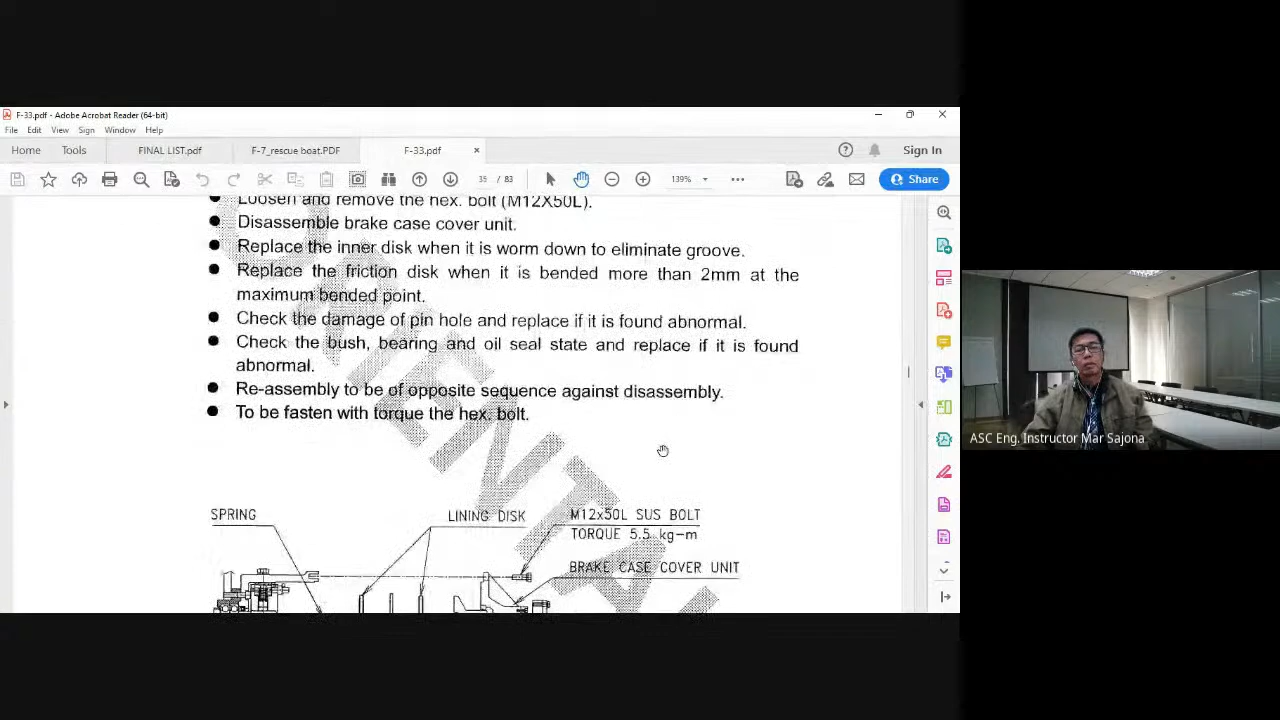 F-33.pdf - Adobe Acrobat Reader (64-bit)
File Edit View Sign Window Help
Home Tools FINAL LIST.pdf F-7_rescue boat.PDF F-33.pdf × Sign In
35 / 83 139% Share
Loosen and remove the hex. bolt (M12X50L).
Disassemble brake case cover unit.
Replace the inner disk when it is worm down to eliminate groove.
Replace the friction disk when it is bended more than 2mm at the
maximum bended point.
Check the damage of pin hole and replace if it is found abnormal.
Check the bush, bearing and oil seal state and replace if it is found
abnormal.
Re-assembly to be of opposite sequence against disassembly.
To be fasten with torque the hex. bolt.
SPRING LINING DISK M12x50L SUS BOLT
TORQUE 5.5 kg-m
BRAKE CASE COVER UNIT
ASC Eng. Instructor Mar Sajona